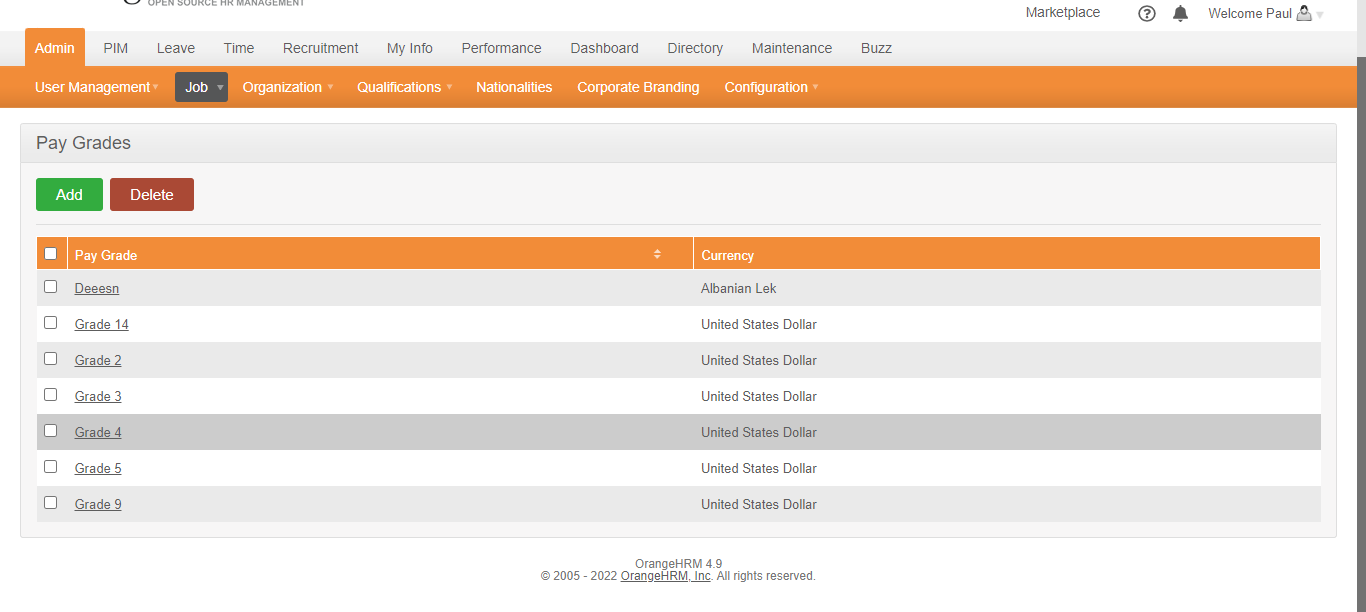 OPEN SOURCE HR MANAGEMENT
Marketplace Welcome Paul
Admin PIM Leave Time Recruitment My Info Performance Dashboard Directory Maintenance Buzz
User Management Job Organization Qualifications Nationalities Corporate Branding Configuration
Pay Grades
Add Delete
Pay Grade Currency
Deeesn Albanian Lek
Grade 14 United States Dollar
Grade 2 United States Dollar
Grade 3 United States Dollar
Grade 4 United States Dollar
Grade 5 United States Dollar
Grade 9 United States Dollar
OrangeHRM 4.9
© 2005 - 2022 OrangeHRM, Inc. All rights reserved.